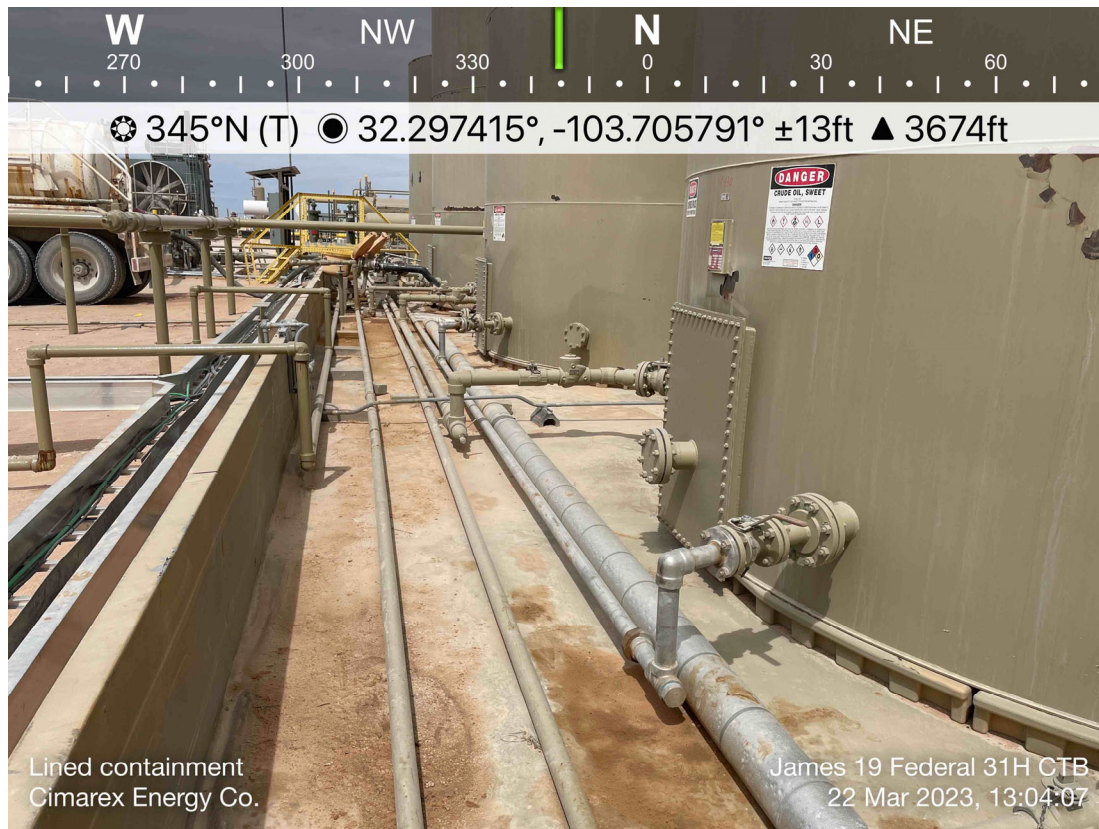 W NW N NE
270 300 330 0 30 60
345°N (T) 32.297415°, -103.705791° ±13ft ▲ 3674ft
DANGER
CRUDE OIL, SWEET
Lined containment
Cimarex Energy Co.
James 19 Federal 31H CTB
22 Mar 2023, 13:04:07